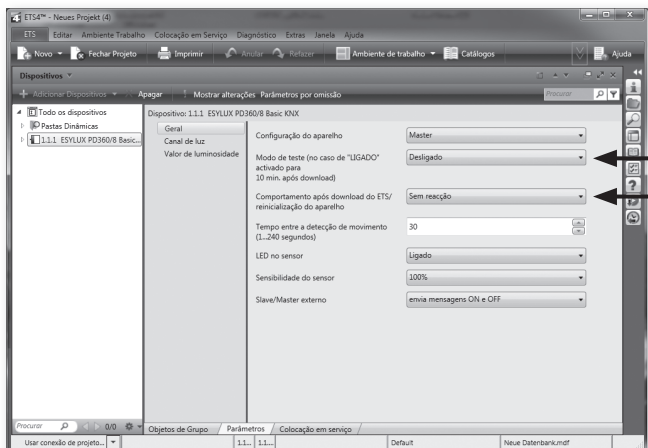 ETS4™ - Neues Projekt (4)
ETS Editar Ambiente Trabalho Colocação em Serviço Diagnóstico Extras Janela Ajuda
Novo Fechar Projeto Imprimir Anular Refazer Ambiente de trabalho Catálogos Ajuda
Dispositivos
Adicionar Dispositivos Apagar Mostrar alterações Parâmetros por omissão Procurar
Todo os dispositivos
Pastas Dinâmicas
1.1.1 ESYLUX PD360/8 Basic...
Dispositivo: 1.1.1 ESYLUX PD360/8 Basic KNX
Geral
Canal de luz
Valor de luminosidade
Configuração do aparelho Master
Modo de teste (no caso de "LIGADO" Desligado
activado para
10 min. após download)
Comportamento após download do ETS/ Sem reacção
reinicialização do aparelho
Tempo entre a detecção de movimento 30
(1...240 segundos)
LED no sensor Ligado
Sensibilidade do sensor 100%
Slave/Master externo envia mensagens ON e OFF
Procurar 0/0
Objetos de Grupo Parâmetros Colocação em serviço
Usar conexão de projeto... 1.1... 1.1... Default Neue Datenbank.mdf